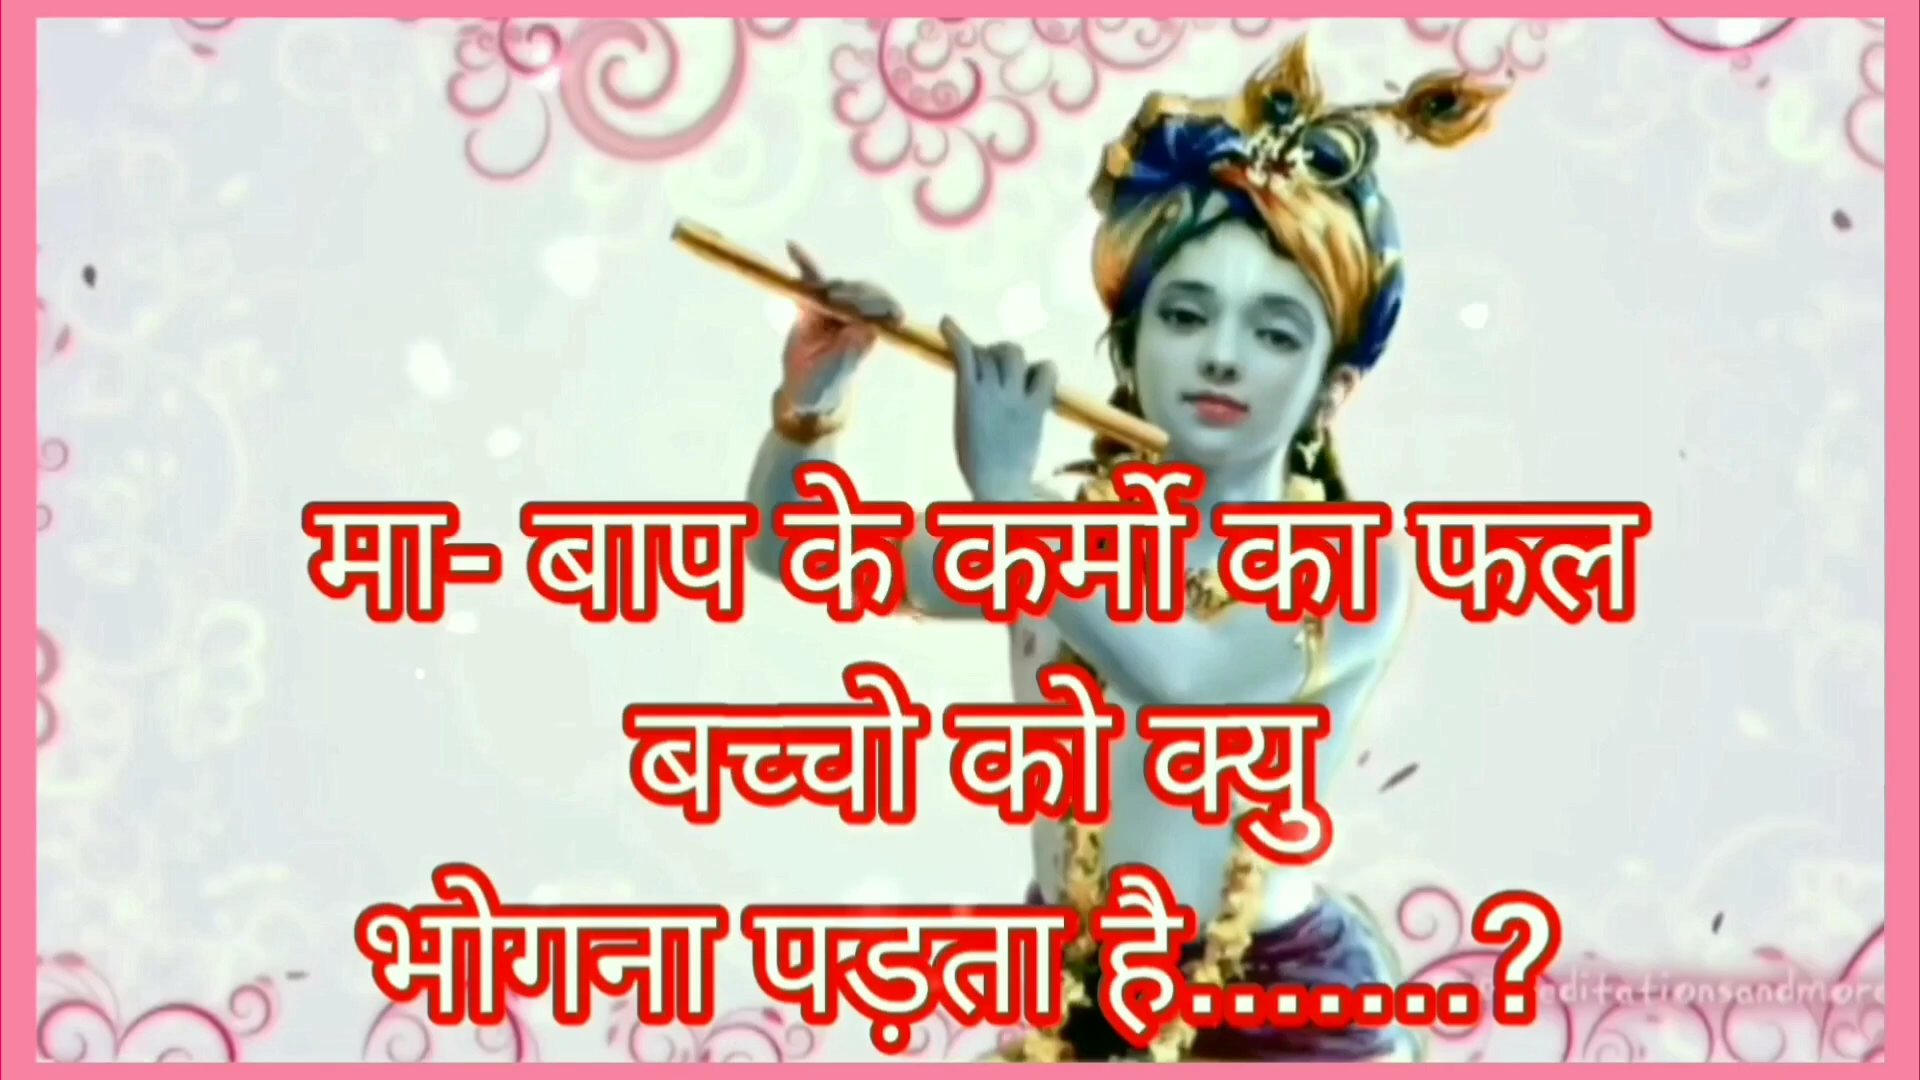 मा- बाप के कर्मो का फल
बच्चो को क्यु
भोगना पड़ता है.......?